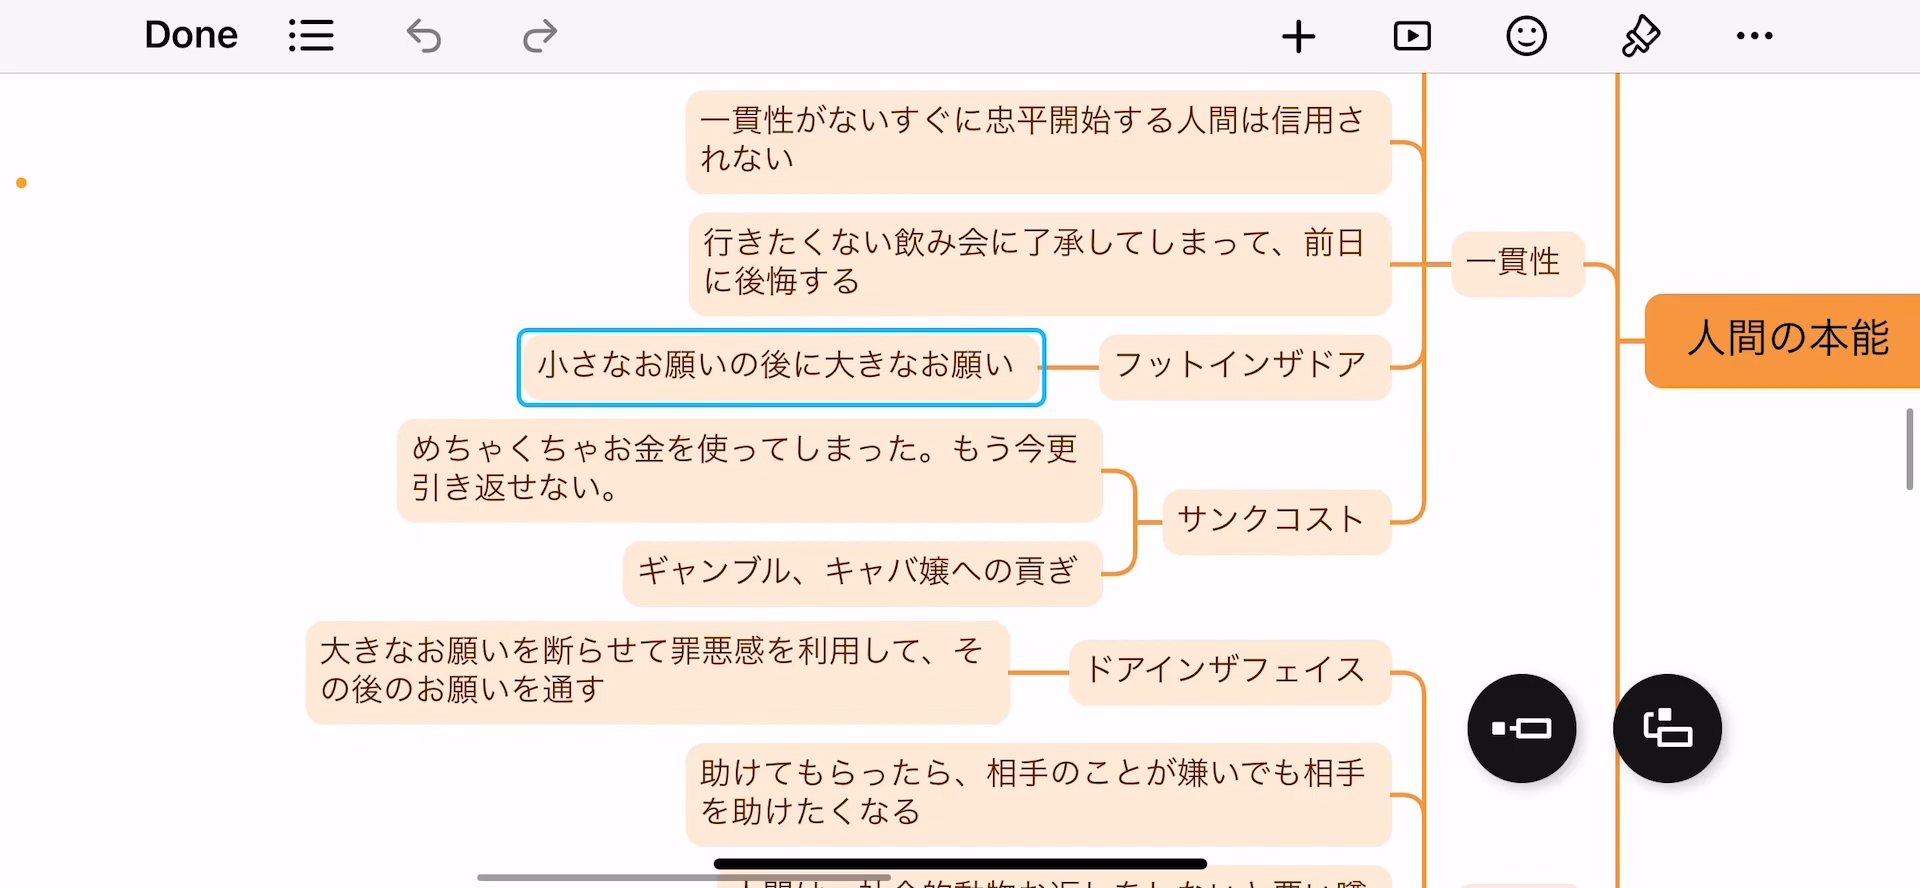 Done
一貫性がないすぐに忠平開始する人間は信用さ
れない
行きたくない飲み会に了承してしまって、前日
に後悔する
一貫性
人間の本能
小さなお願いの後に大きなお願い
フットインザドア
めちゃくちゃお金を使ってしまった。もう今更
引き返せない。
サンクコスト
ギャンブル、キャバ嬢への貢ぎ
大きなお願いを断らせて罪悪感を利用して、そ
の後のお願いを通す
ドアインザフェイス
助けてもらったら、相手のことが嫌いでも相手
を助けたくなる